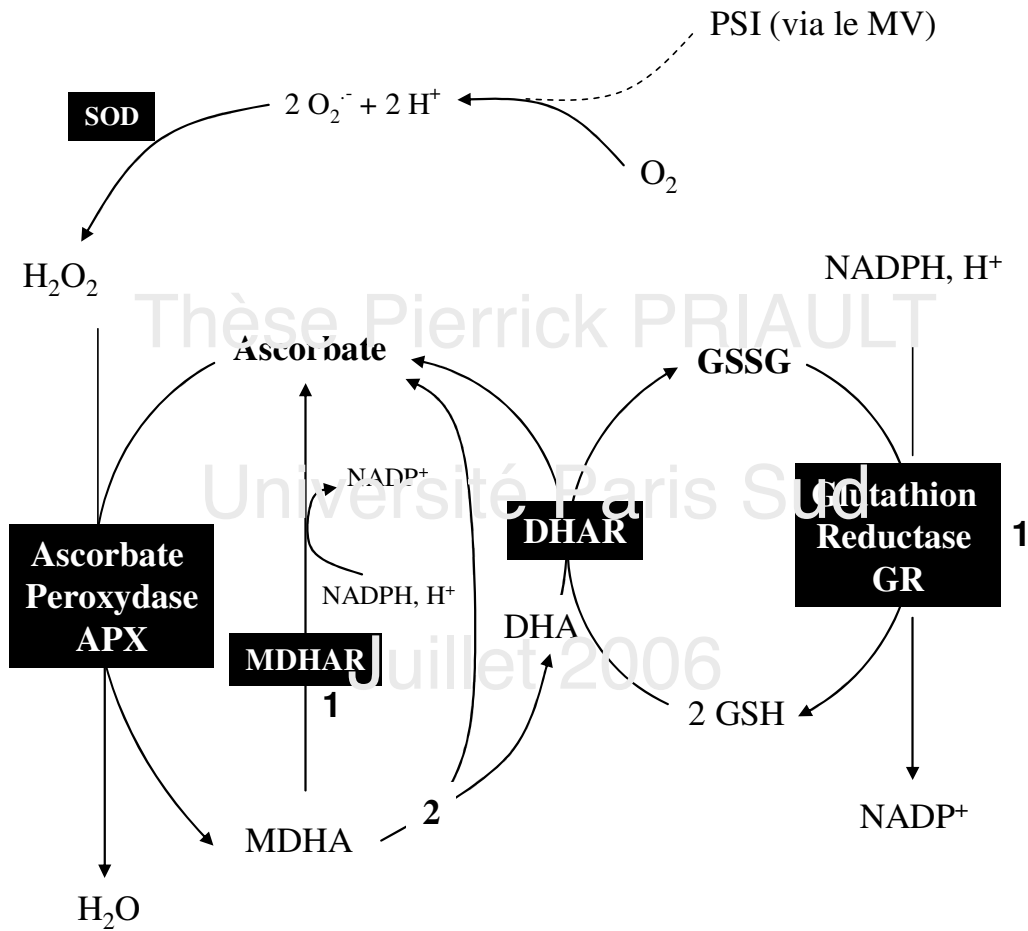 PSI (via le MV)
SOD
2 O₂·⁻ + 2 H⁺
O₂
H₂O₂
NADPH, H⁺
Thèse Pierrick PRIAULT
Ascorbate
GSSG
NADP⁺
Université Paris Sud
Glutathion
Reductase
GR
1
DHAR
Ascorbate
Peroxydase
APX
NADPH, H⁺
DHA
MDHAR
1
Juillet 2006
2 GSH
2
MDHA
NADP⁺
H₂O